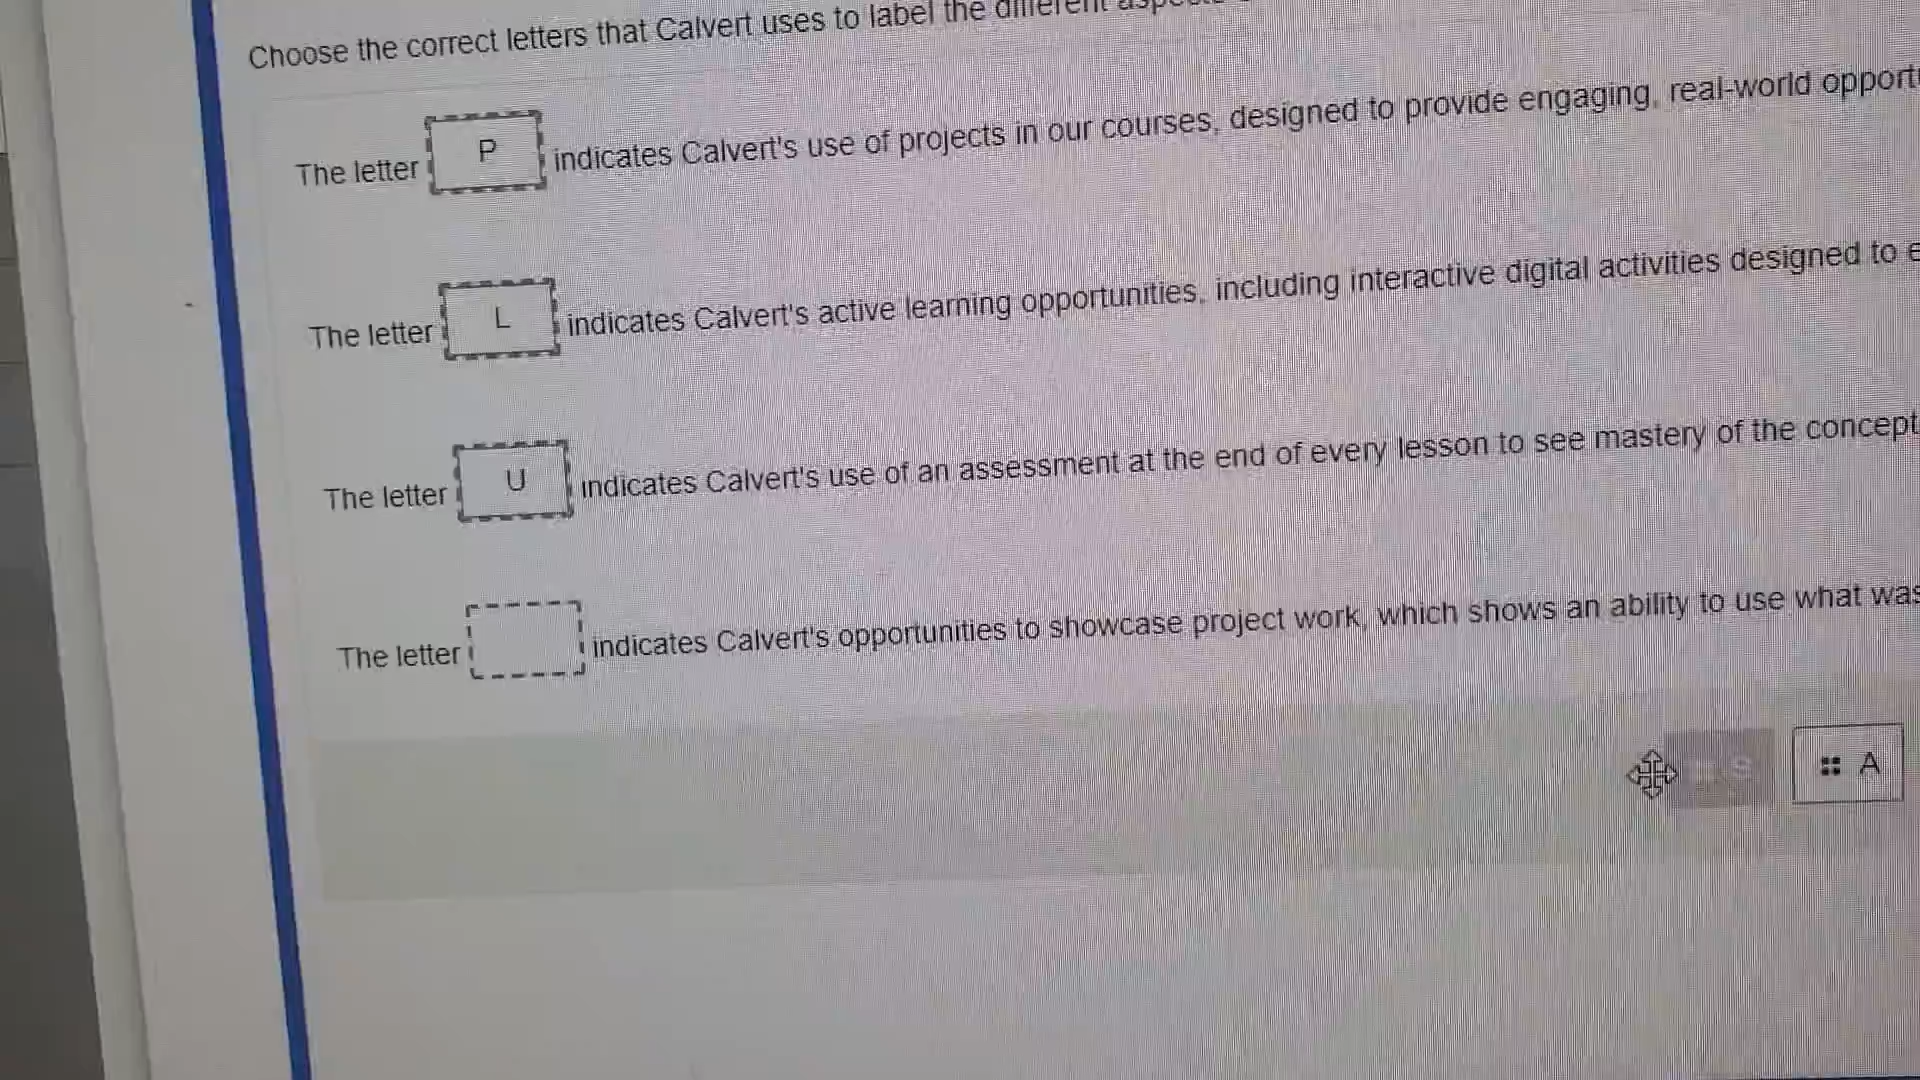 Choose the correct letters that Calvert uses to label the different
The letter P indicates Calvert's use of projects in our courses, designed to provide engaging, real-world opport
The letter L indicates Calvert's active learning opportunities, including interactive digital activities designed to e
The letter U indicates Calvert's use of an assessment at the end of every lesson to see mastery of the concept
The letter indicates Calvert's opportunities to showcase project work, which shows an ability to use what was
S A